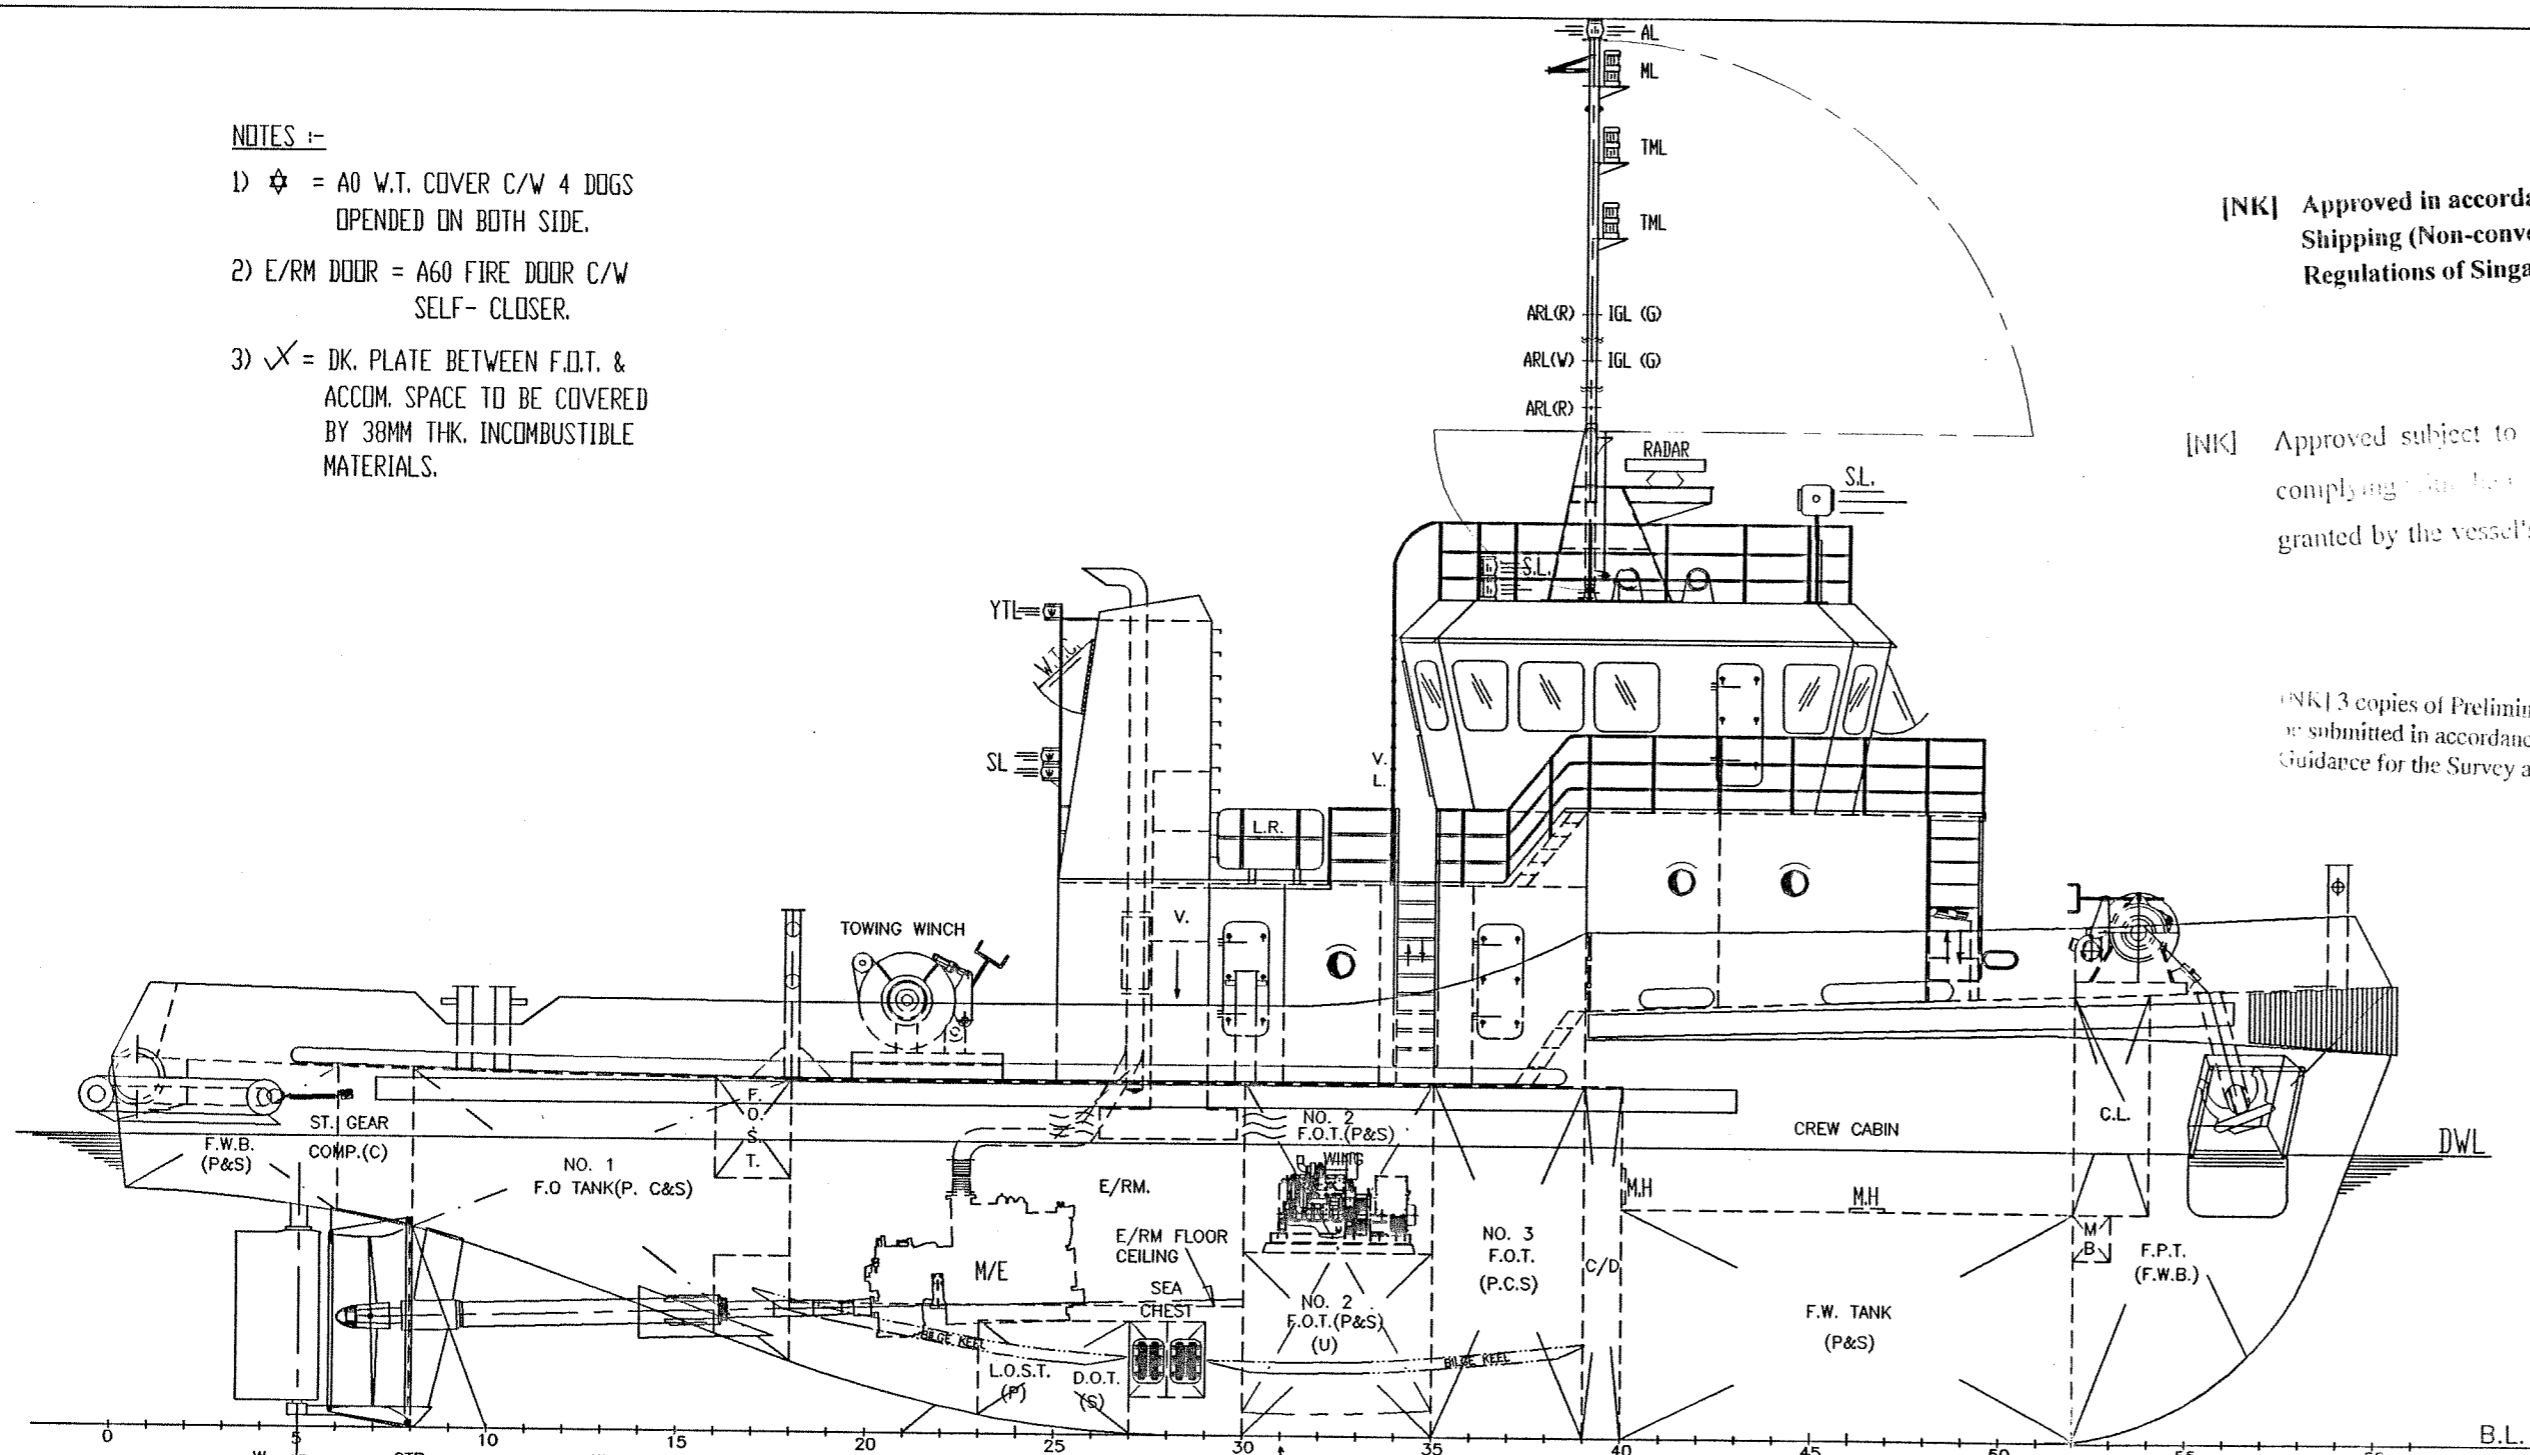 NOTES :-
1) ✡ = A0 W.T. COVER C/W 4 DOGS
OPENDED ON BOTH SIDE.
2) E/RM DOOR = A60 FIRE DOOR C/W
SELF- CLOSER.
3) = DK. PLATE BETWEEN F.O.T. &
ACCOM. SPACE TO BE COVERED
BY 38MM THK. INCOMBUSTIBLE
MATERIALS.
AL
ML
TML
TML
ARL(R) IGL (G)
ARL(W) IGL (G)
ARL(R)
RADAR
S.L.
S.L.
[NK] Approved in accorda
Shipping (Non-conve
Regulations of Singa
[NK] Approved subject to
complying
granted by the vessel's
[NK] 3 copies of Prelimin
submitted in accordanc
Guidance for the Survey a
YTL
W.T.C.
SL
V.
L.
L.R.
V.
TOWING WINCH
F.
O.
S.
T.
ST. GEAR
COMP.(C)
F.W.B.
(P&S)
NO. 1
F.O TANK(P. C&S)
NO. 2
F.O.T.(P&S)
WING
E/RM.
M/E
E/RM FLOOR
CEILING
SEA
CHEST
BILGE KEEL
L.O.S.T.
(P)
D.O.T.
(S)
NO. 2
F.O.T.(P&S)
(U)
NO. 3
F.O.T.
(P.C.S)
BILGE KEEL
C/D
M.H
M.H
CREW CABIN
F.W. TANK
(P&S)
C.L.
M
B
F.P.T.
(F.W.B.)
DWL
B.L.
0 5 10 15 20 25 30 35 40 45 50 55